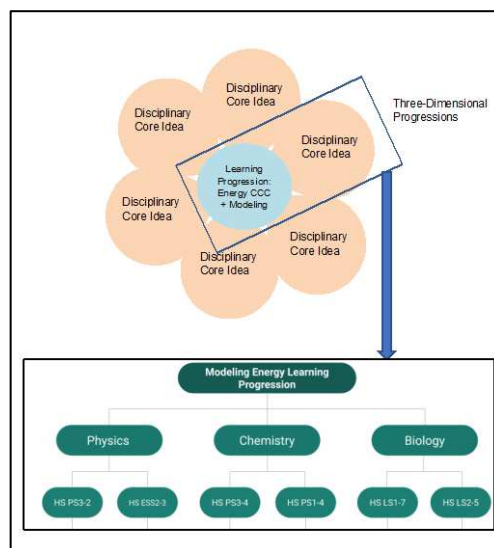 Disciplinary
Core Idea
Disciplinary
Core Idea
Disciplinary
Core Idea
Three-Dimensional
Progressions
Learning
Progression:
Energy CCC
+ Modeling
Disciplinary
Core Idea
Disciplinary
Core Idea
Disciplinary
Core Idea
Modeling Energy Learning
Progression
Physics
Chemistry
Biology
HS PS3-2
HS ESS2-3
HS PS3-4
HS PS1-4
HS LS1-7
HS LS2-5